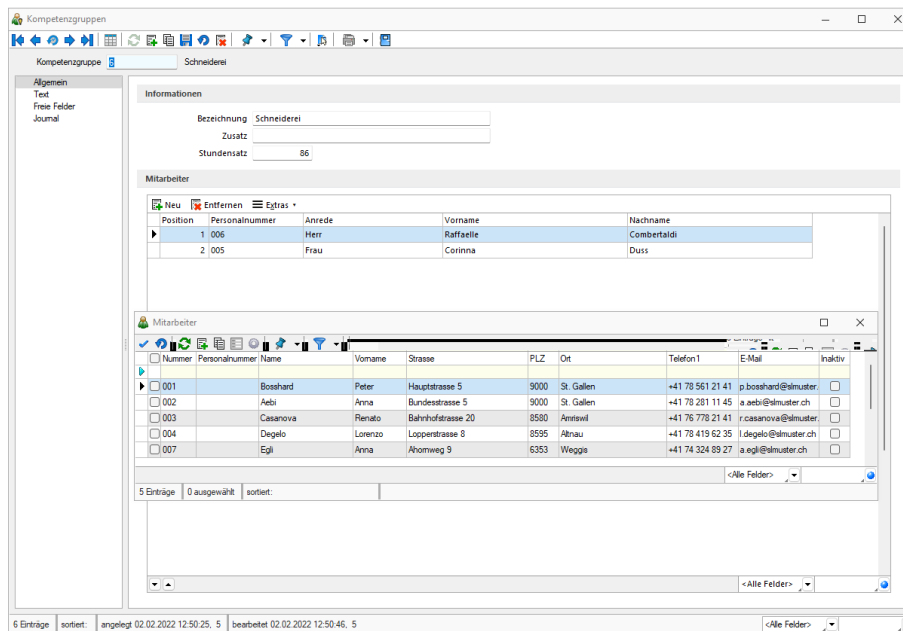 Kompetenzgruppen
Kompetenzgruppe 6 Schneiderei
Allgemein
Text
Freie Felder
Journal
Informationen
Bezeichnung Schneiderei
Zusatz
Stundensatz 86
Mitarbeiter
Neu Entfernen Extras
Position Personalnummer Anrede Vorname Nachname
1 006 Herr Raffaelle Combertaldi
2 005 Frau Corinna Duss
Mitarbeiter
Nummer Personalnummer Name Vorname Strasse PLZ Ort Telefon1 E-Mail Inaktiv
001 Bosshard Peter Hauptstrasse 5 9000 St. Gallen +41 78 561 21 41 p.bosshard@slmuster.
002 Aebi Anna Bundesstrasse 5 9000 St. Gallen +41 78 281 11 45 a.aebi@slmuster.ch
003 Casanova Renato Bahnhofstrasse 20 8580 Amriswil +41 76 778 21 41 r.casanova@slmuster.
004 Degelo Lorenzo Lopperstrasse 8 8595 Altnau +41 78 419 62 35 l.degelo@slmuster.ch
007 Egli Anna Ahornweg 9 6353 Weggis +41 74 324 89 27 a.egli@slmuster.ch
<Alle Felder>
5 Einträge 0 ausgewählt sortiert:
<Alle Felder>
6 Einträge sortiert: angelegt 02.02.2022 12:50:25, 5 bearbeitet 02.02.2022 12:50:46, 5 <Alle Felder>